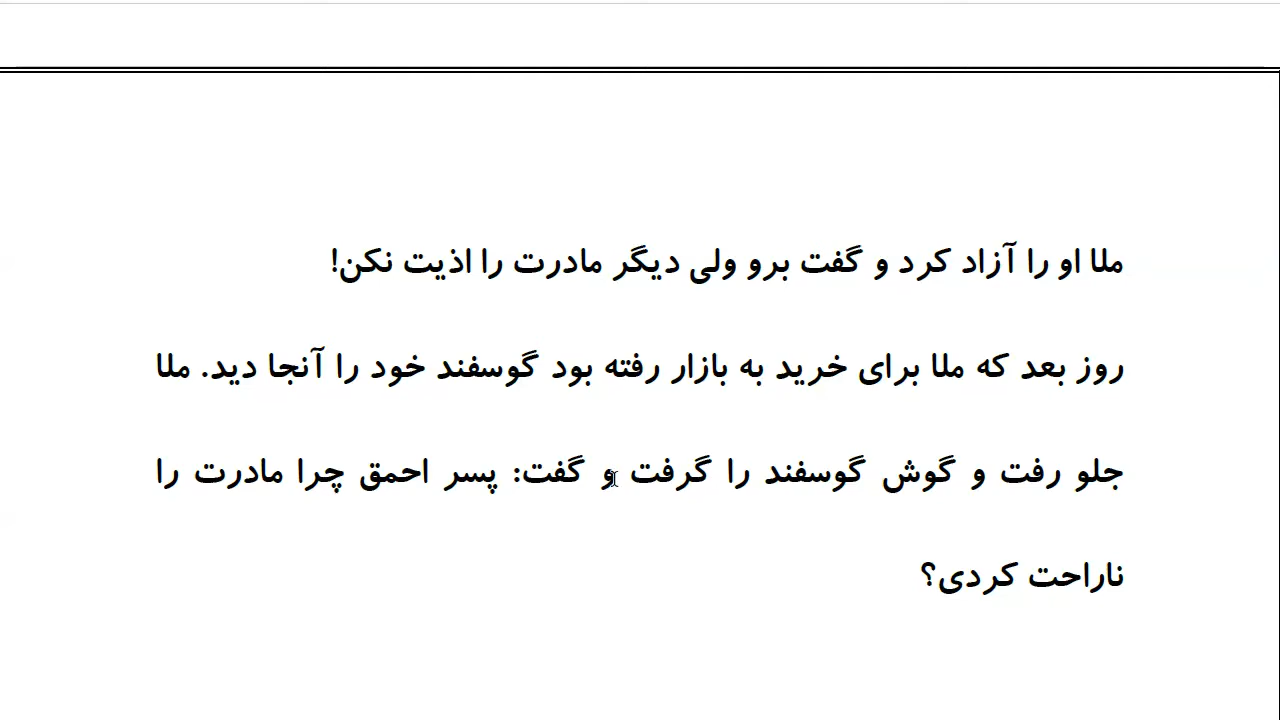 ملا او را آزاد کرد و گفت برو ولی دیگر مادرت را اذیت نکن!
روز بعد که ملا برای خرید به بازار رفته بود گوسفند خود را آنجا دید. ملا
جلو رفت و گوش گوسفند را گرفت و گفت: پسر احمق چرا مادرت را
ناراحت کردی؟